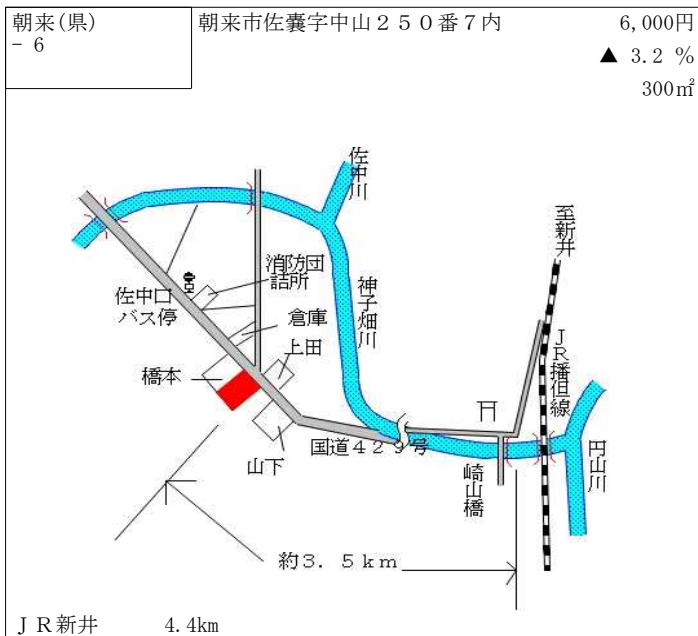 朝来(県)
- 6
朝来市佐嚢字中山２５０番７内
6,000円
▲ 3.2 %
300㎡
佐中川
至新井
消防団
詰所
佐中口
バス停
倉庫
上田
神子畑川
ＪＲ播但線
橋本
山下
国道４２９号
崎山橋
円山川
約３．５ｋｍ
ＪＲ新井
4.4km